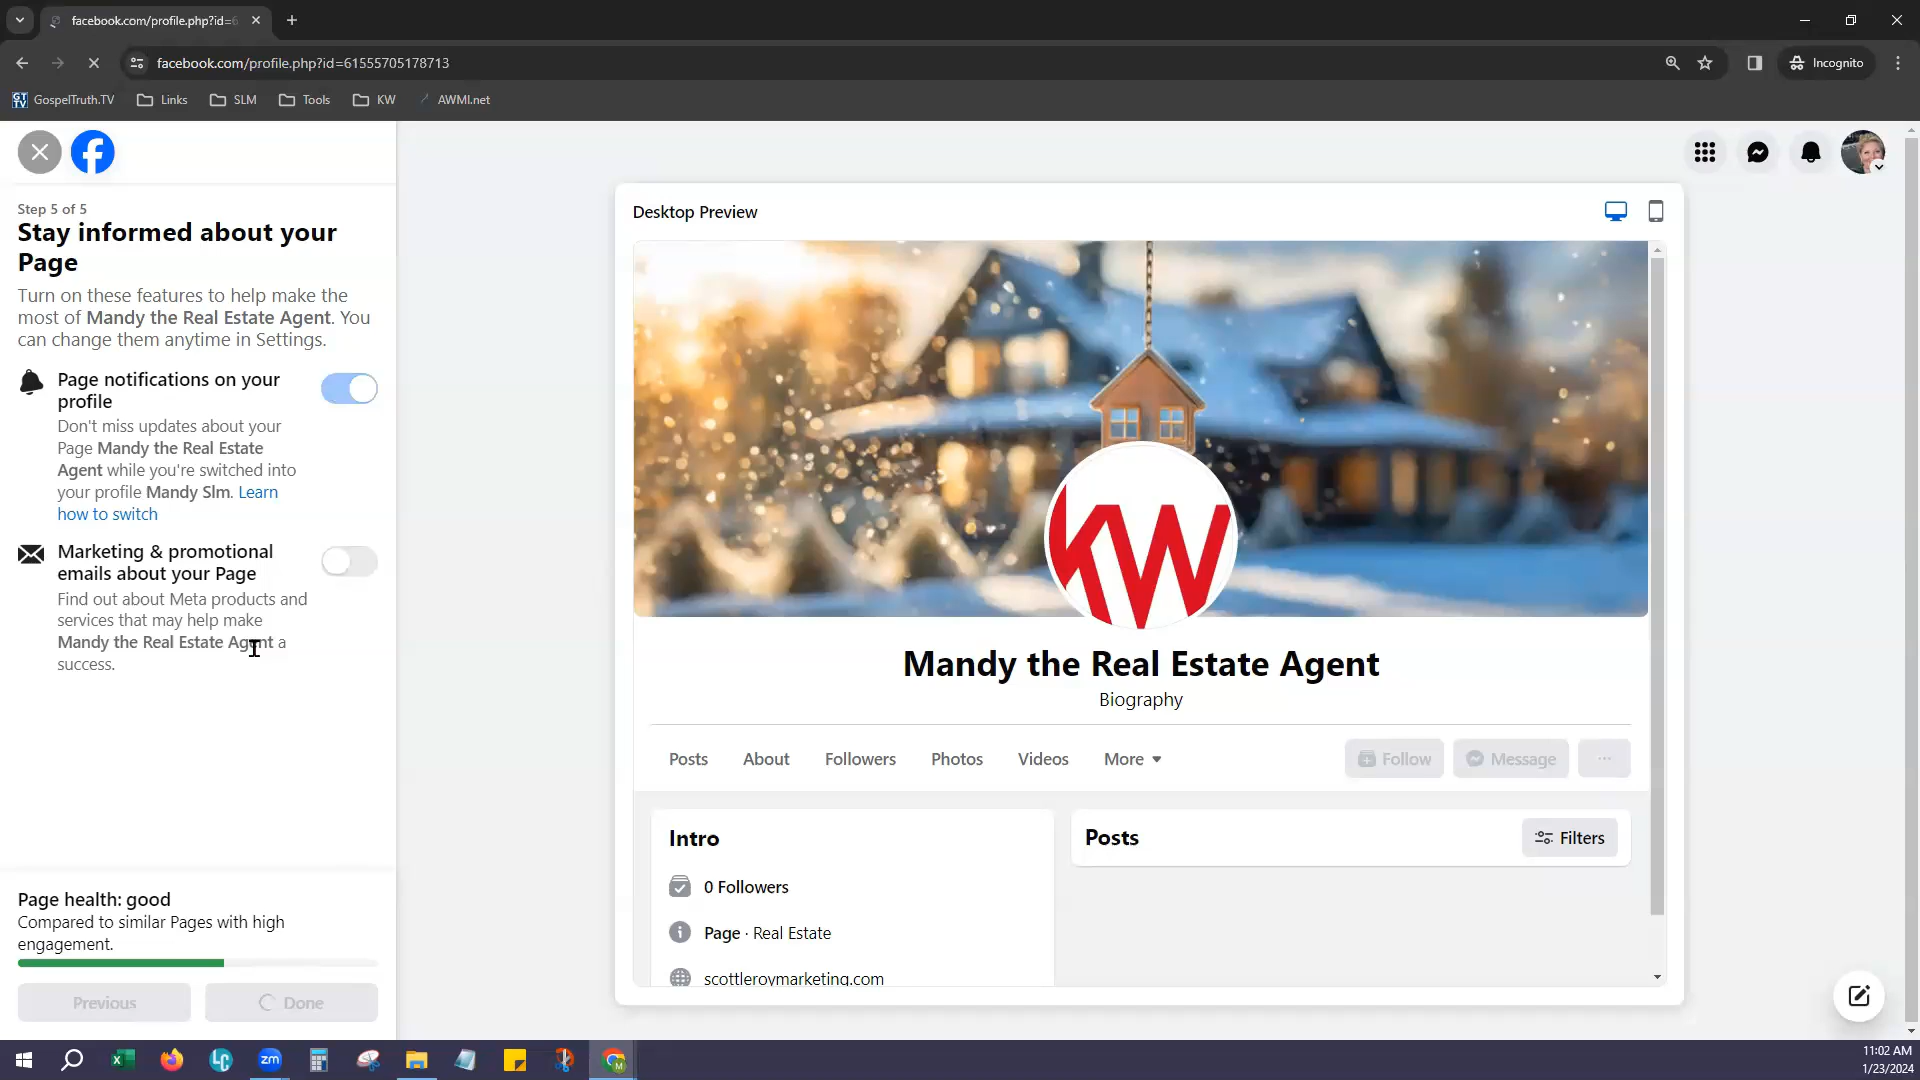 facebook.com/profile.php?id=6
facebook.com/profile.php?id=61555705178713
Incognito
GospelTruth.TV
Links
SLM
Tools
KW
AWMI.net
Step 5 of 5
Stay informed about your
Page
Turn on these features to help make the
most of Mandy the Real Estate Agent. You
can change them anytime in Settings.
Page notifications on your
profile
Don't miss updates about your
Page Mandy the Real Estate
Agent while you're switched into
your profile Mandy Slm. Learn
how to switch
Marketing & promotional
emails about your Page
Find out about Meta products and
services that may help make
Mandy the Real Estate Agent a
success.
Page health: good
Compared to similar Pages with high
engagement.
Previous
Done
Desktop Preview
KW
Mandy the Real Estate Agent
Biography
Posts
About
Followers
Photos
Videos
More
Follow
Message
Intro
0 Followers
Page · Real Estate
scottleroymarketing.com
Posts
Filters
LC
zm
11:02 AM
1/23/2024